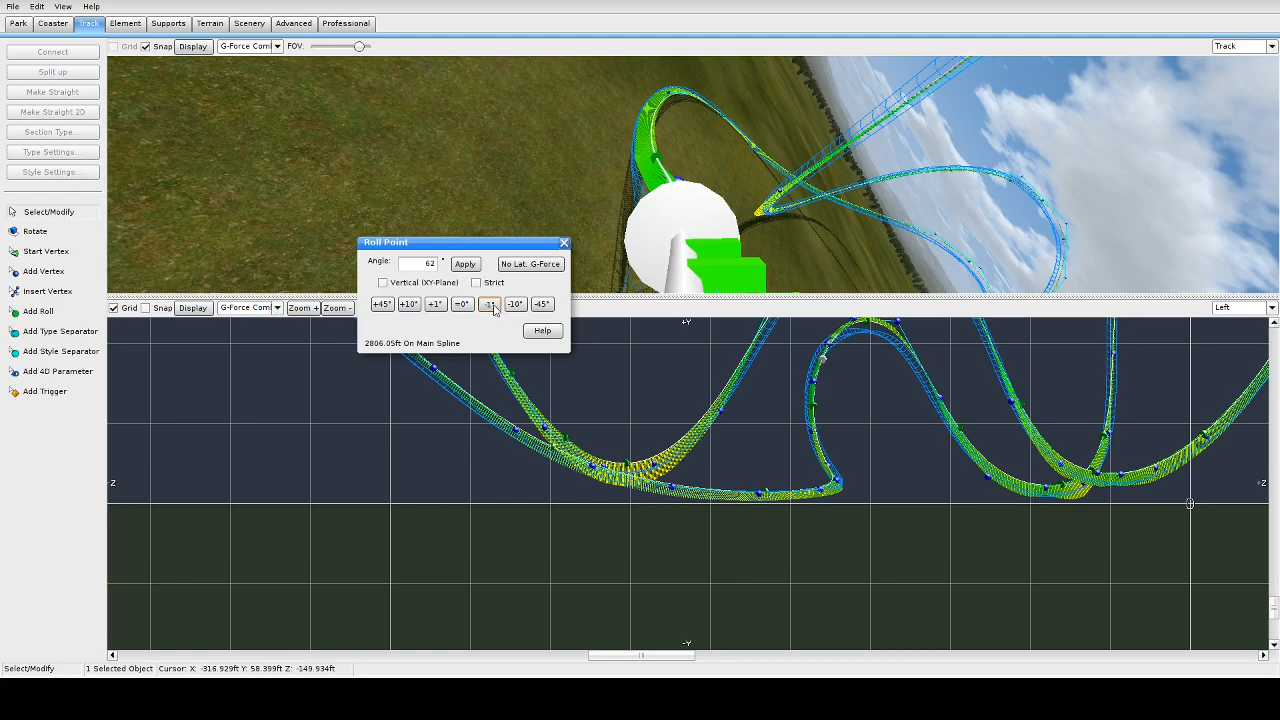 File Edit View Help
Park Coaster Track Element Supports Terrain Scenery Advanced Professional
Grid Snap Display G-Force Com FOV: Track
Connect
Split up
Make Straight
Make Straight 2D
Section Type...
Type Settings...
Style Settings...
Select/Modify
Rotate
Start Vertex
Add Vertex
Insert Vertex
Add Roll
Add Type Separator
Add Style Separator
Add 4D Parameter
Add Trigger
Roll Point
Angle: 62 ° Apply No Lat. G-Force
Vertical (XY-Plane) Strict
+45° +10° +1° =0° -1° -10° -45°
Help
2806.05ft On Main Spline
Grid Snap Display G-Force Com Zoom + Zoom - Left
+Y
-Z +Z
-Y
Select/Modify 1 Selected Object Cursor: X: -316.929ft Y: 58.399ft Z: -149.934ft